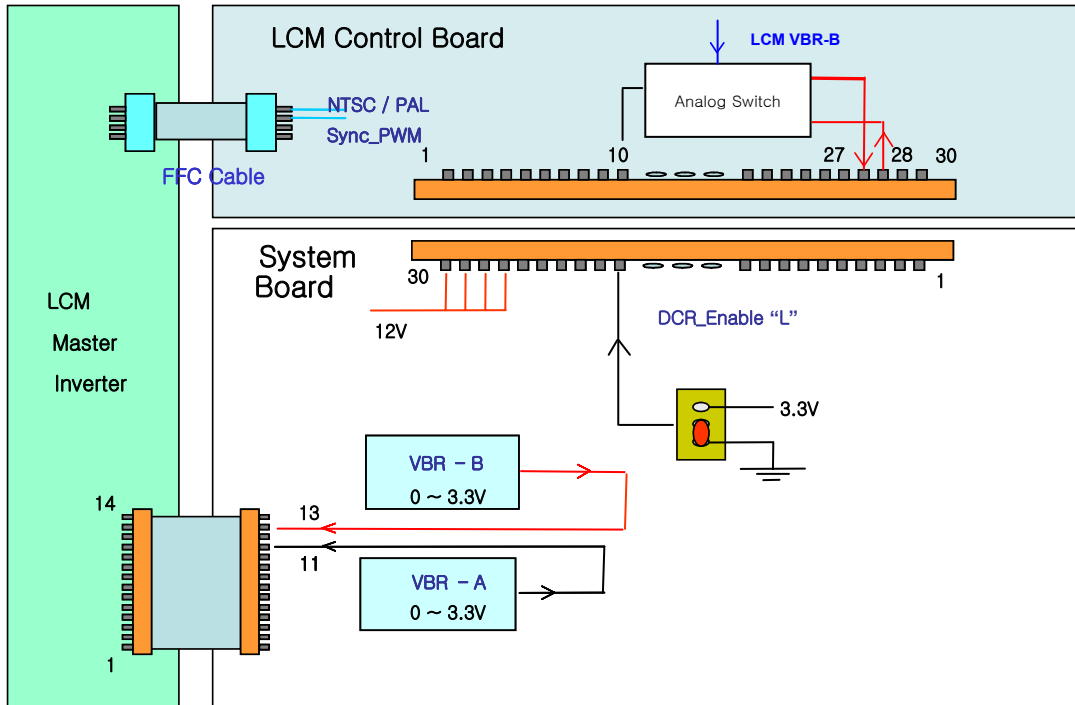 LCM Control Board
LCM VBR-B
Analog Switch
NTSC / PAL
Sync_PWM
FFC Cable
1
10
27
28
30
System
Board
30
1
12V
DCR_Enable “L”
3.3V
LCM
Master
Inverter
VBR - B
0 ~ 3.3V
14
13
11
VBR - A
0 ~ 3.3V
1